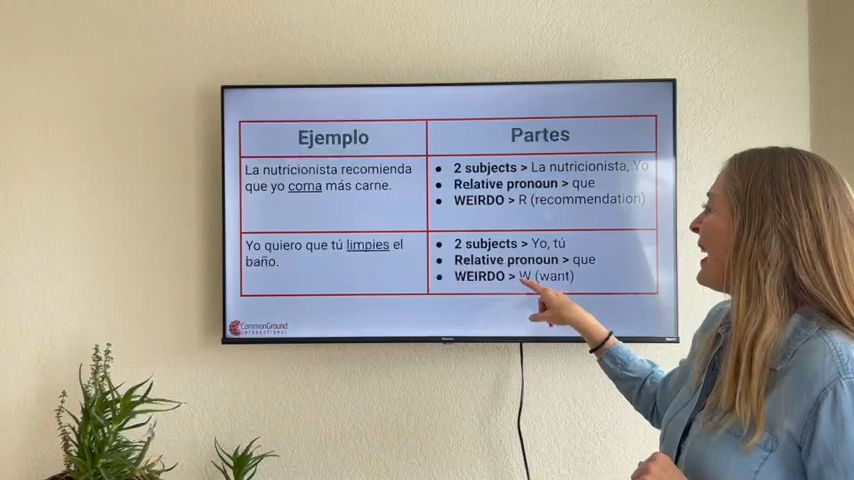 Ejemplo
Partes
La nutricionista recomienda
que yo coma más carne.
● 2 subjects > La nutricionista, Yo
● Relative pronoun > que
● WEIRDO > R (recommendation)
Yo quiero que tú limpies el
baño.
● 2 subjects > Yo, tú
● Relative pronoun > que
● WEIRDO > W (want)
CommonGround
INTERNATIONAL